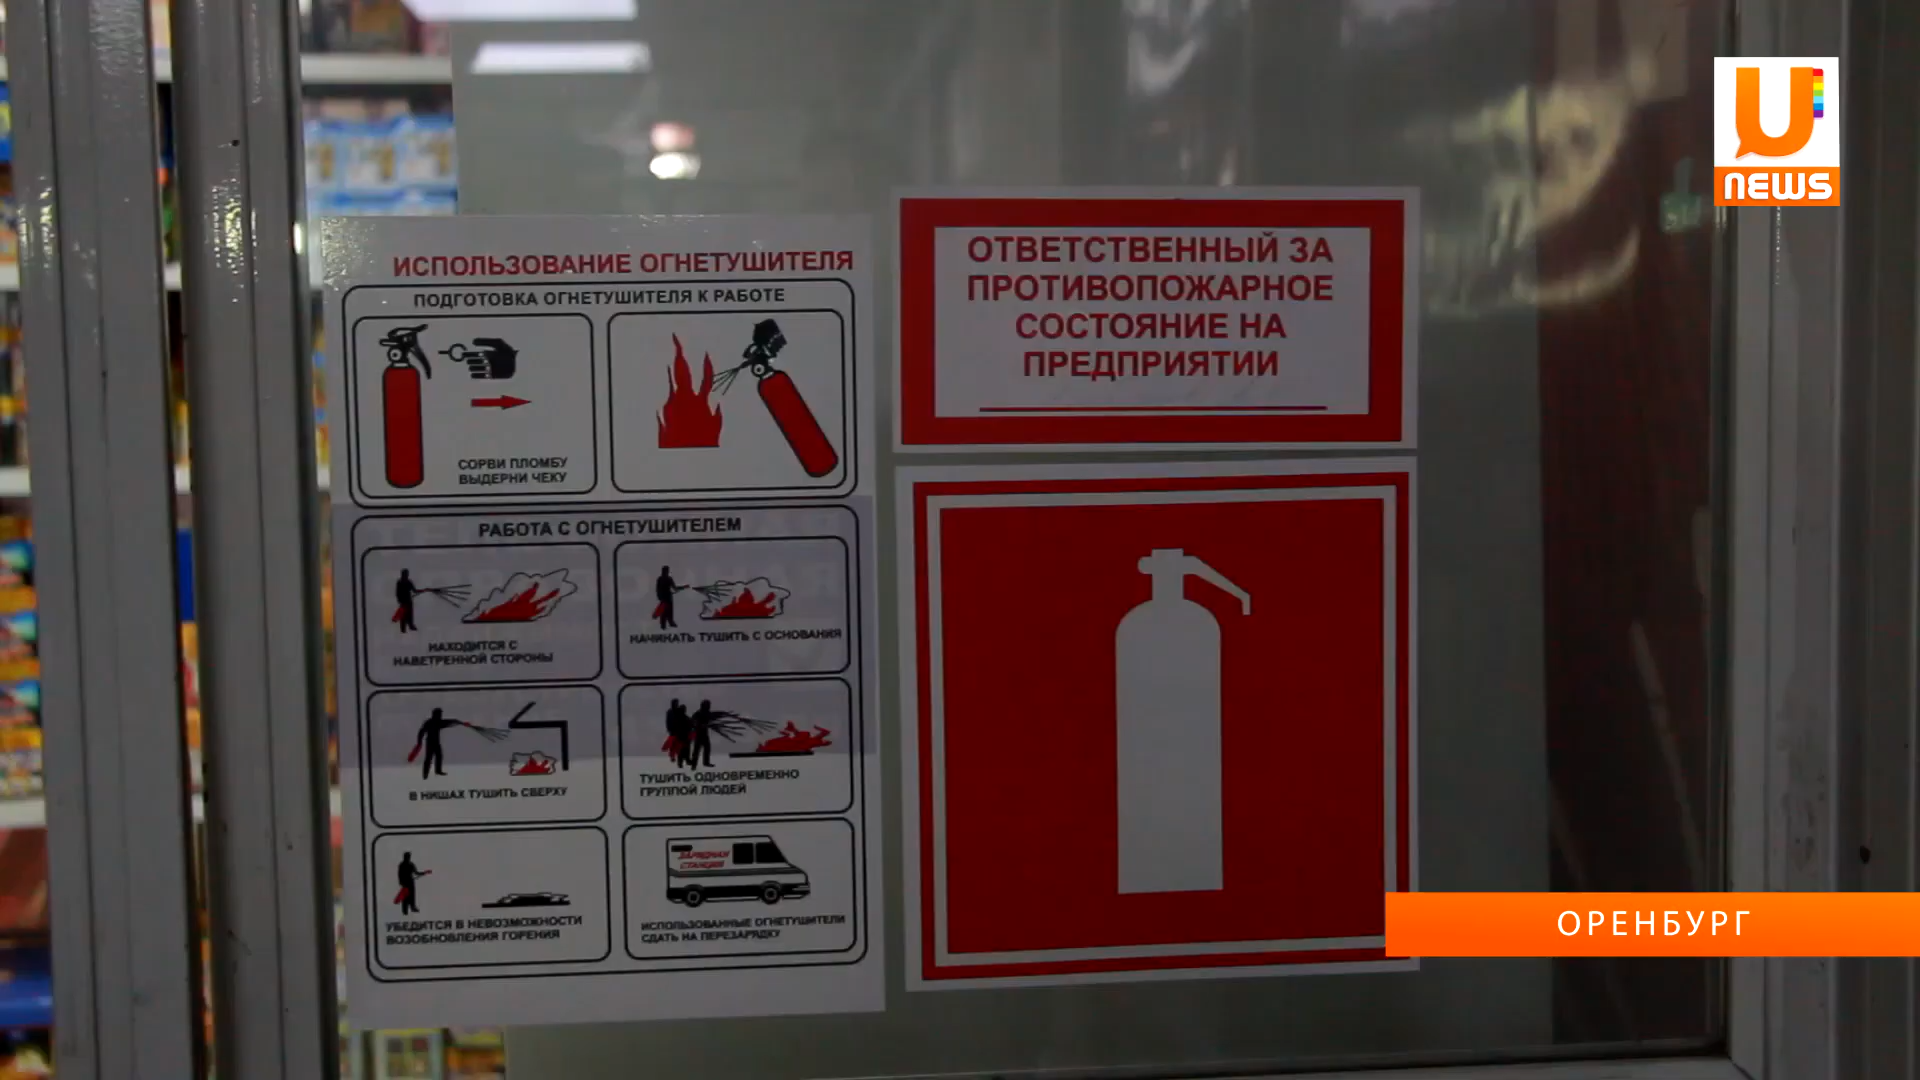 U
NEWS
ИСПОЛЬЗОВАНИЕ ОГНЕТУШИТЕЛЯ
ПОДГОТОВКА ОГНЕТУШИТЕЛЯ К РАБОТЕ
СОРВИ ПЛОМБУ
ВЫДЕРНИ ЧЕКУ
РАБОТА С ОГНЕТУШИТЕЛЕМ
НАХОДИТСЯ С
НАВЕТРЕННОЙ СТОРОНЫ
НАЧИНАТЬ ТУШИТЬ С ОСНОВАНИЯ
В НИШАХ ТУШИТЬ СВЕРХУ
ТУШИТЬ ОДНОВРЕМЕННО
ГРУППОЙ ЛЮДЕЙ
УБЕДИТСЯ В НЕВОЗМОЖНОСТИ
ВОЗОБНОВЛЕНИЯ ГОРЕНИЯ
ЗАРЯДНАЯ
СТАНЦИЯ
ИСПОЛЬЗОВАННЫЕ ОГНЕТУШИТЕЛИ
СДАТЬ НА ПЕРЕЗАРЯДКУ
ОТВЕТСТВЕННЫЙ ЗА
ПРОТИВОПОЖАРНОЕ
СОСТОЯНИЕ НА
ПРЕДПРИЯТИИ
ОРЕНБУРГ